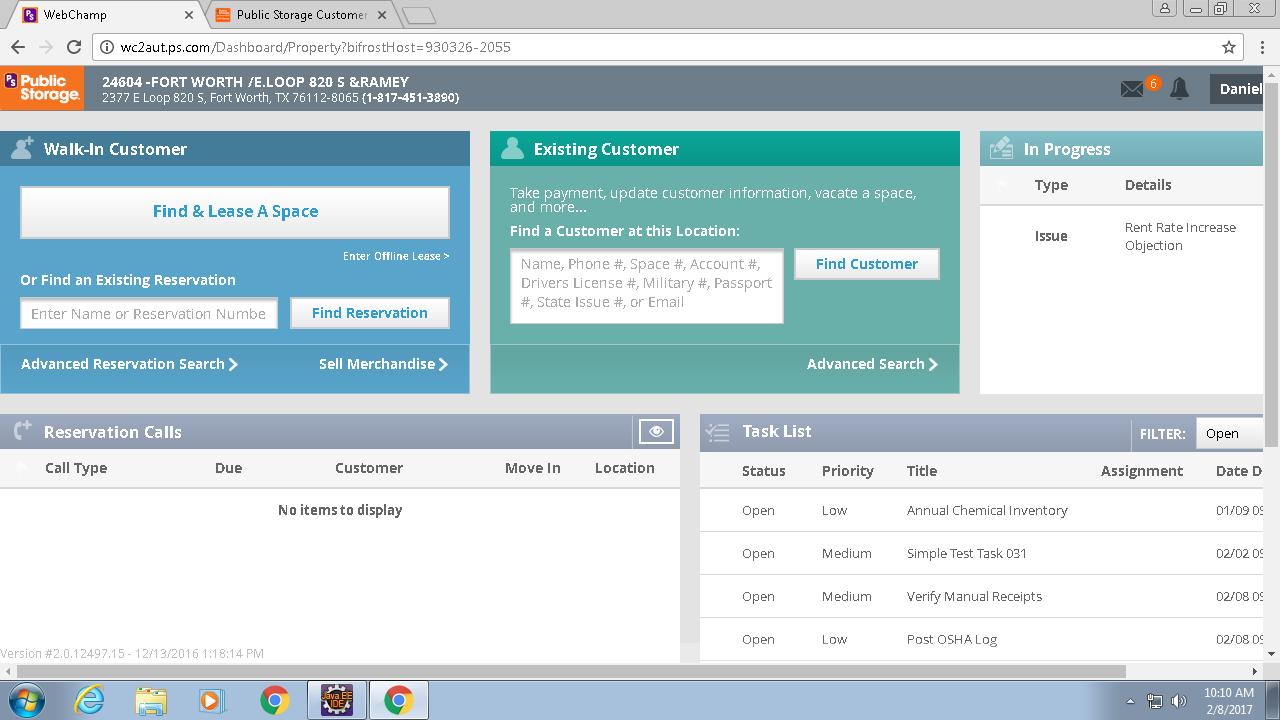 WebChamp
Public Storage Customer
wc2aut.ps.com/Dashboard/Property?bifrostHost=930326-2055
Ps Public Storage.
24604 -FORT WORTH /E.LOOP 820 S &RAMEY
2377 E Loop 820 S, Fort Worth, TX 76112-8065 (1-817-451-3890)
6
Daniel
Walk-In Customer
Find & Lease A Space
Enter Offline Lease >
Or Find an Existing Reservation
Enter Name or Reservation Numbe
Find Reservation
Advanced Reservation Search
Sell Merchandise
Existing Customer
Take payment, update customer information, vacate a space,
and more...
Find a Customer at this Location:
Name, Phone #, Space #, Account #,
Drivers License #, Military #, Passport
#, State Issue #, or Email
Find Customer
Advanced Search
In Progress
Type Details
Issue Rent Rate Increase
Objection
Reservation Calls
Call Type Due Customer Move In Location
No items to display
Version #2.0.12497.15 - 12/13/2016 1:18:14 PM
Task List
FILTER: Open
Status Priority Title Assignment Date D
Open Low Annual Chemical Inventory 01/09 09
Open Medium Simple Test Task 031 02/02 09
Open Medium Verify Manual Receipts 02/08 09
Open Low Post OSHA Log 02/08 09
Java EE
IDE
10:10 AM
2/8/2017